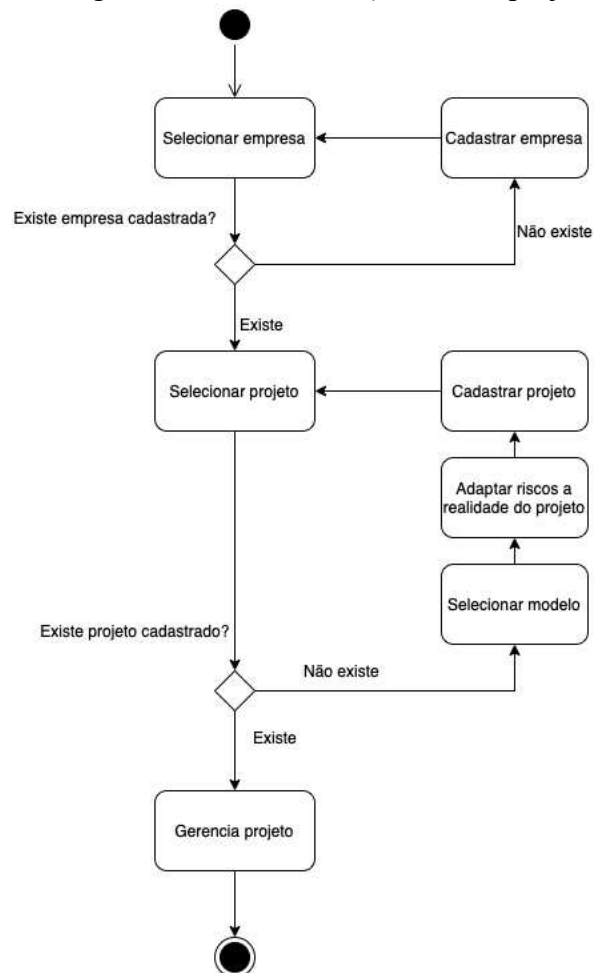 Selecionar empresa
Cadastrar empresa
Existe empresa cadastrada?
Não existe
Existe
Selecionar projeto
Cadastrar projeto
Adaptar riscos a
realidade do projeto
Selecionar modelo
Existe projeto cadastrado?
Não existe
Existe
Gerencia projeto